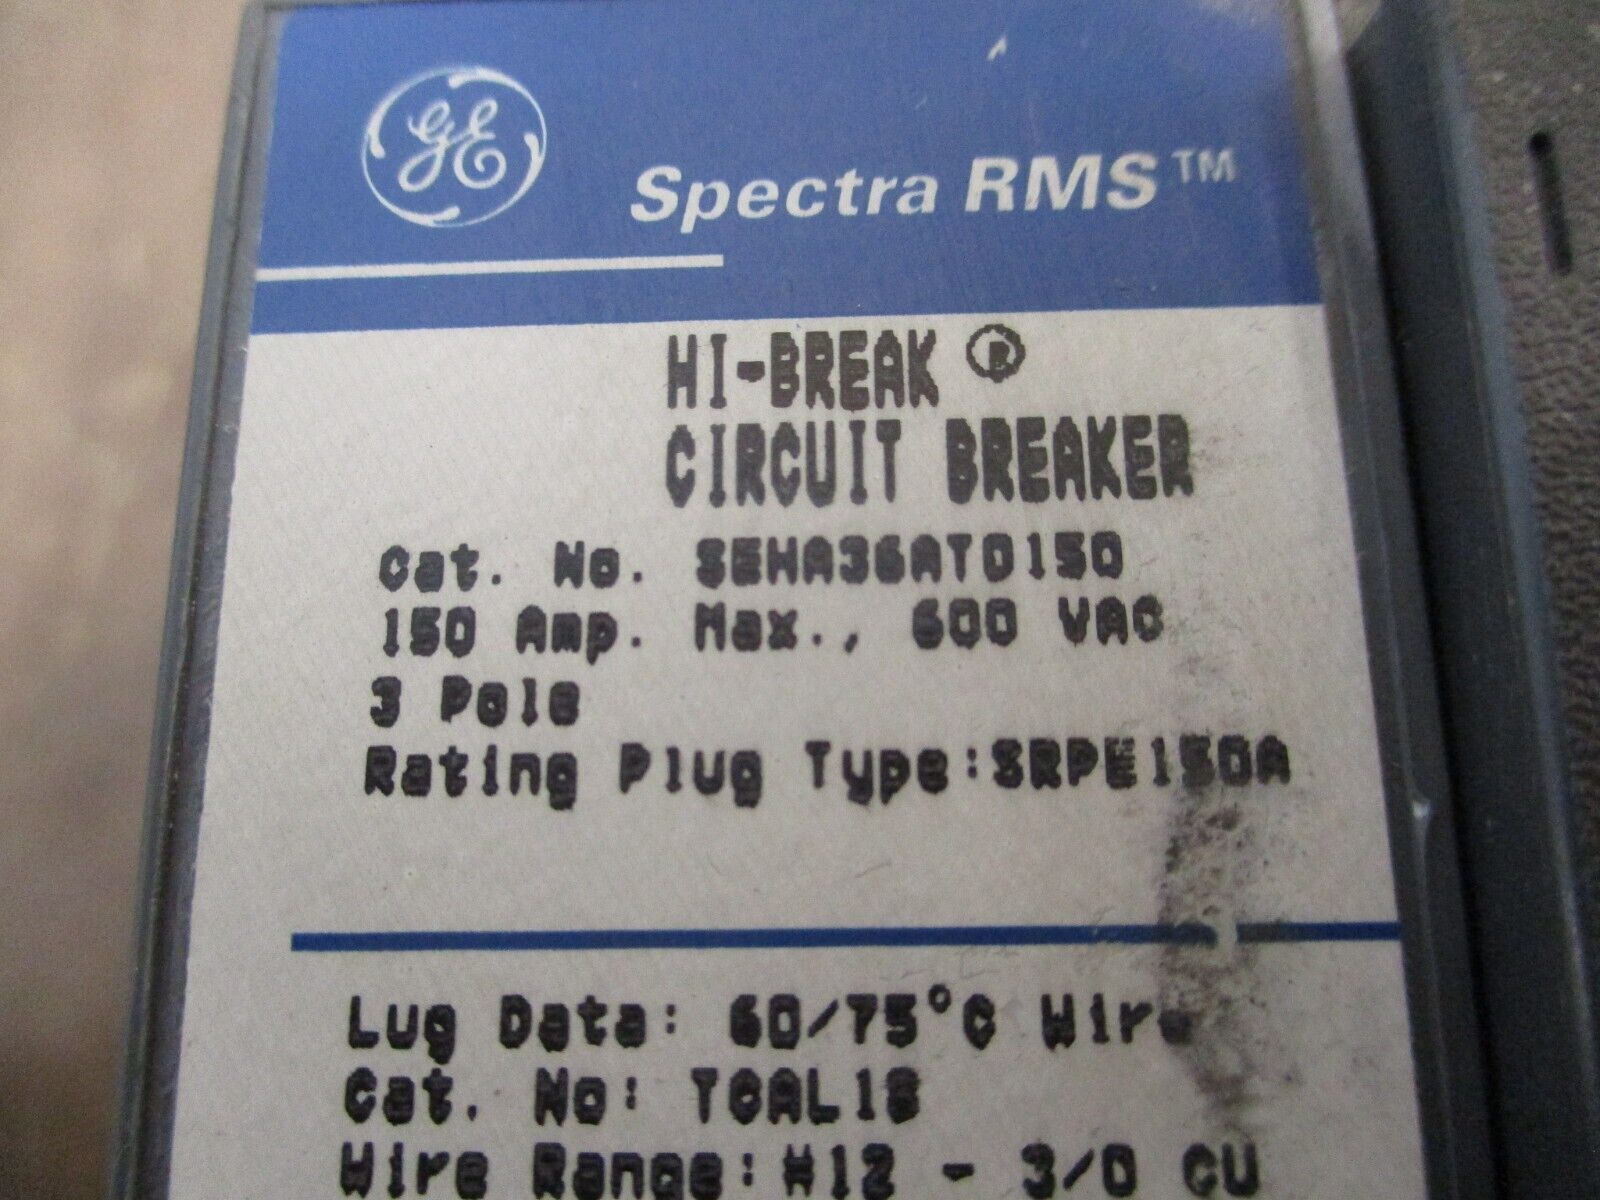 GE
Spectra RMS™
HI-BREAK ®
CIRCUIT BREAKER
Cat. No. SEHA36AT0150
150 Amp. Max., 600 VAC
3 Pole
Rating Plug Type:SRPE150A
Lug Data: 60/75°C Wire
Cat. No: TCAL18
Wire Range: #12 - 3/0 CU